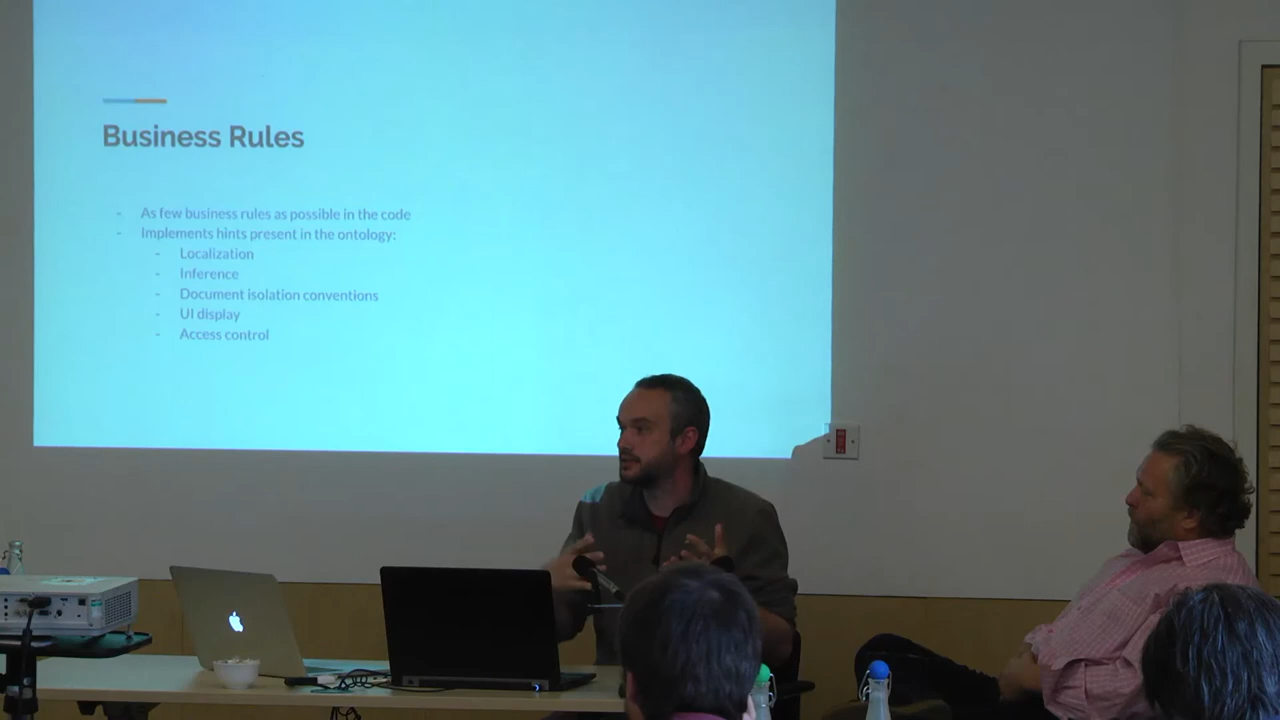 Business Rules
- As few business rules as possible in the code
- Implements hints present in the ontology:
- Localization
- Inference
- Document isolation conventions
- UI display
- Access control